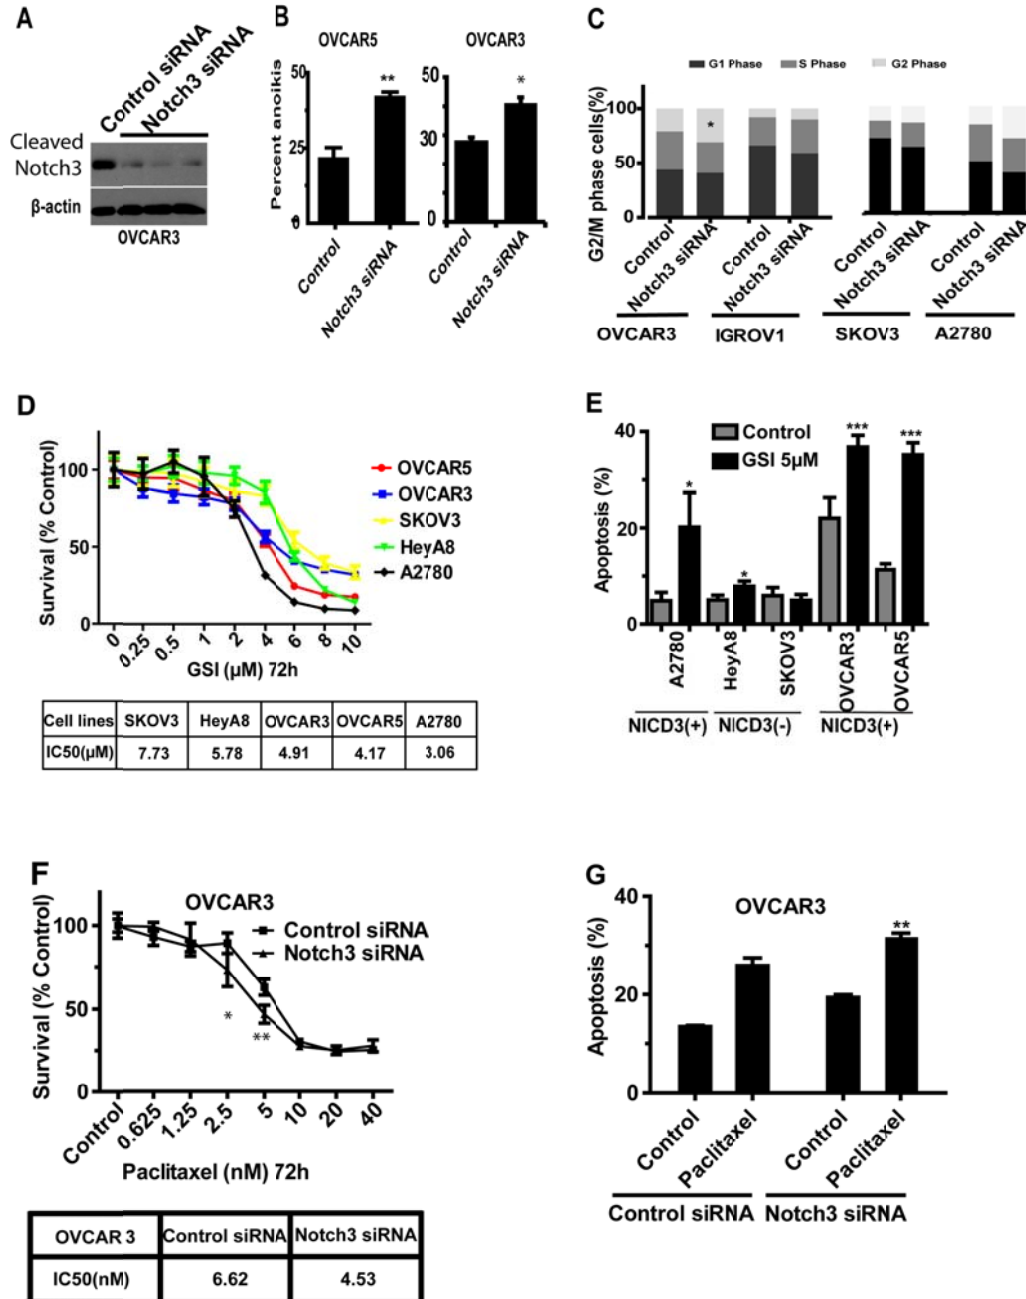 A
Control siRNA
Notch3 siRNA
Cleaved
Notch3
β-actin
OVCAR3
B
OVCAR5
OVCAR3
Percent anoikis
50
50
30
0
0
**
*
Control
Notch3 siRNA
Control
Notch3 siRNA
C
G1 Phase
S Phase
G2 Phase
G2/M phase cells(%)
100
50
0
*
Control
Notch3 siRNA
Control
Notch3 siRNA
Control
Notch3 siRNA
Control
Notch3 siRNA
OVCAR3
IGROV1
SKOV3
A2780
D
Survival (% Control)
100
50
0
OVCAR5
OVCAR3
SKOV3
HeyA8
A2780
0 0.25 0.5 1 2 4 6 8 10
GSI (µM) 72h
Cell lines SKOV3 HeyA8 OVCAR3 OVCAR5 A2780
IC50(µM) 7.73 5.78 4.91 4.17 3.06
E
Control
GSI 5µM
Apoptosis (%)
40
20
0
*
*
***
***
A2780
HeyA8
SKOV3
OVCAR3
OVCAR5
NICD3(+)
NICD3(-)
NICD3(+)
F
OVCAR3
Control siRNA
Notch3 siRNA
Survival (% Control)
100
50
0
*
**
Control 0.625 1.25 2.5 5 10 20 40
Paclitaxel (nM) 72h
OVCAR 3 Control siRNA Notch3 siRNA
IC50(nM) 6.62 4.53
G
OVCAR3
Apoptosis (%)
40
20
0
**
Control
Paclitaxel
Control
Paclitaxel
Control siRNA
Notch3 siRNA